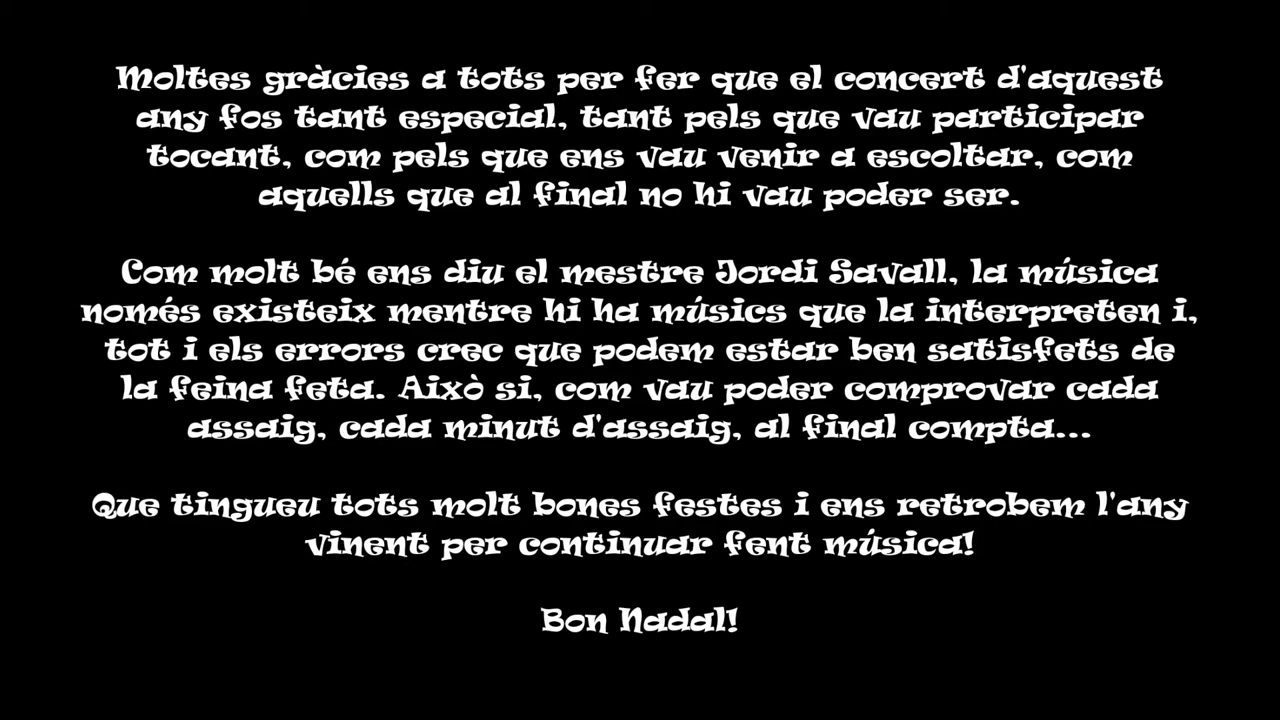 Moltes gràcies a tots per fer que el concert d'aquest
any fos tant especial, tant pels que vau participar
tocant, com pels que ens vau venir a escoltar, com
aquells que al final no hi vau poder ser.
Com molt bé ens diu el mestre Jordi Savall, la música
només existeix mentre hi ha músics que la interpreten i,
tot i els errors crec que podem estar ben satisfets de
la feina feta. Això si, com vau poder comprovar cada
assaig, cada minut d'assaig, al final compta...
Que tingueu tots molt bones festes i ens retrobem l'any
vinent per continuar fent música!
Bon Nadal!